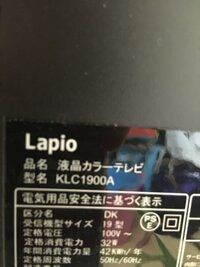 Lapio
品名 液晶カラーテレビ
型名 KLC1900A
電気用品安全法に基づく表示
区分名 DK
受信機型サイズ 19 型
定格電圧 100V～
定格消費電力 32W
年間消費電力量 42KWh/年
定格周波数 50Hz/60Hz
PS
E